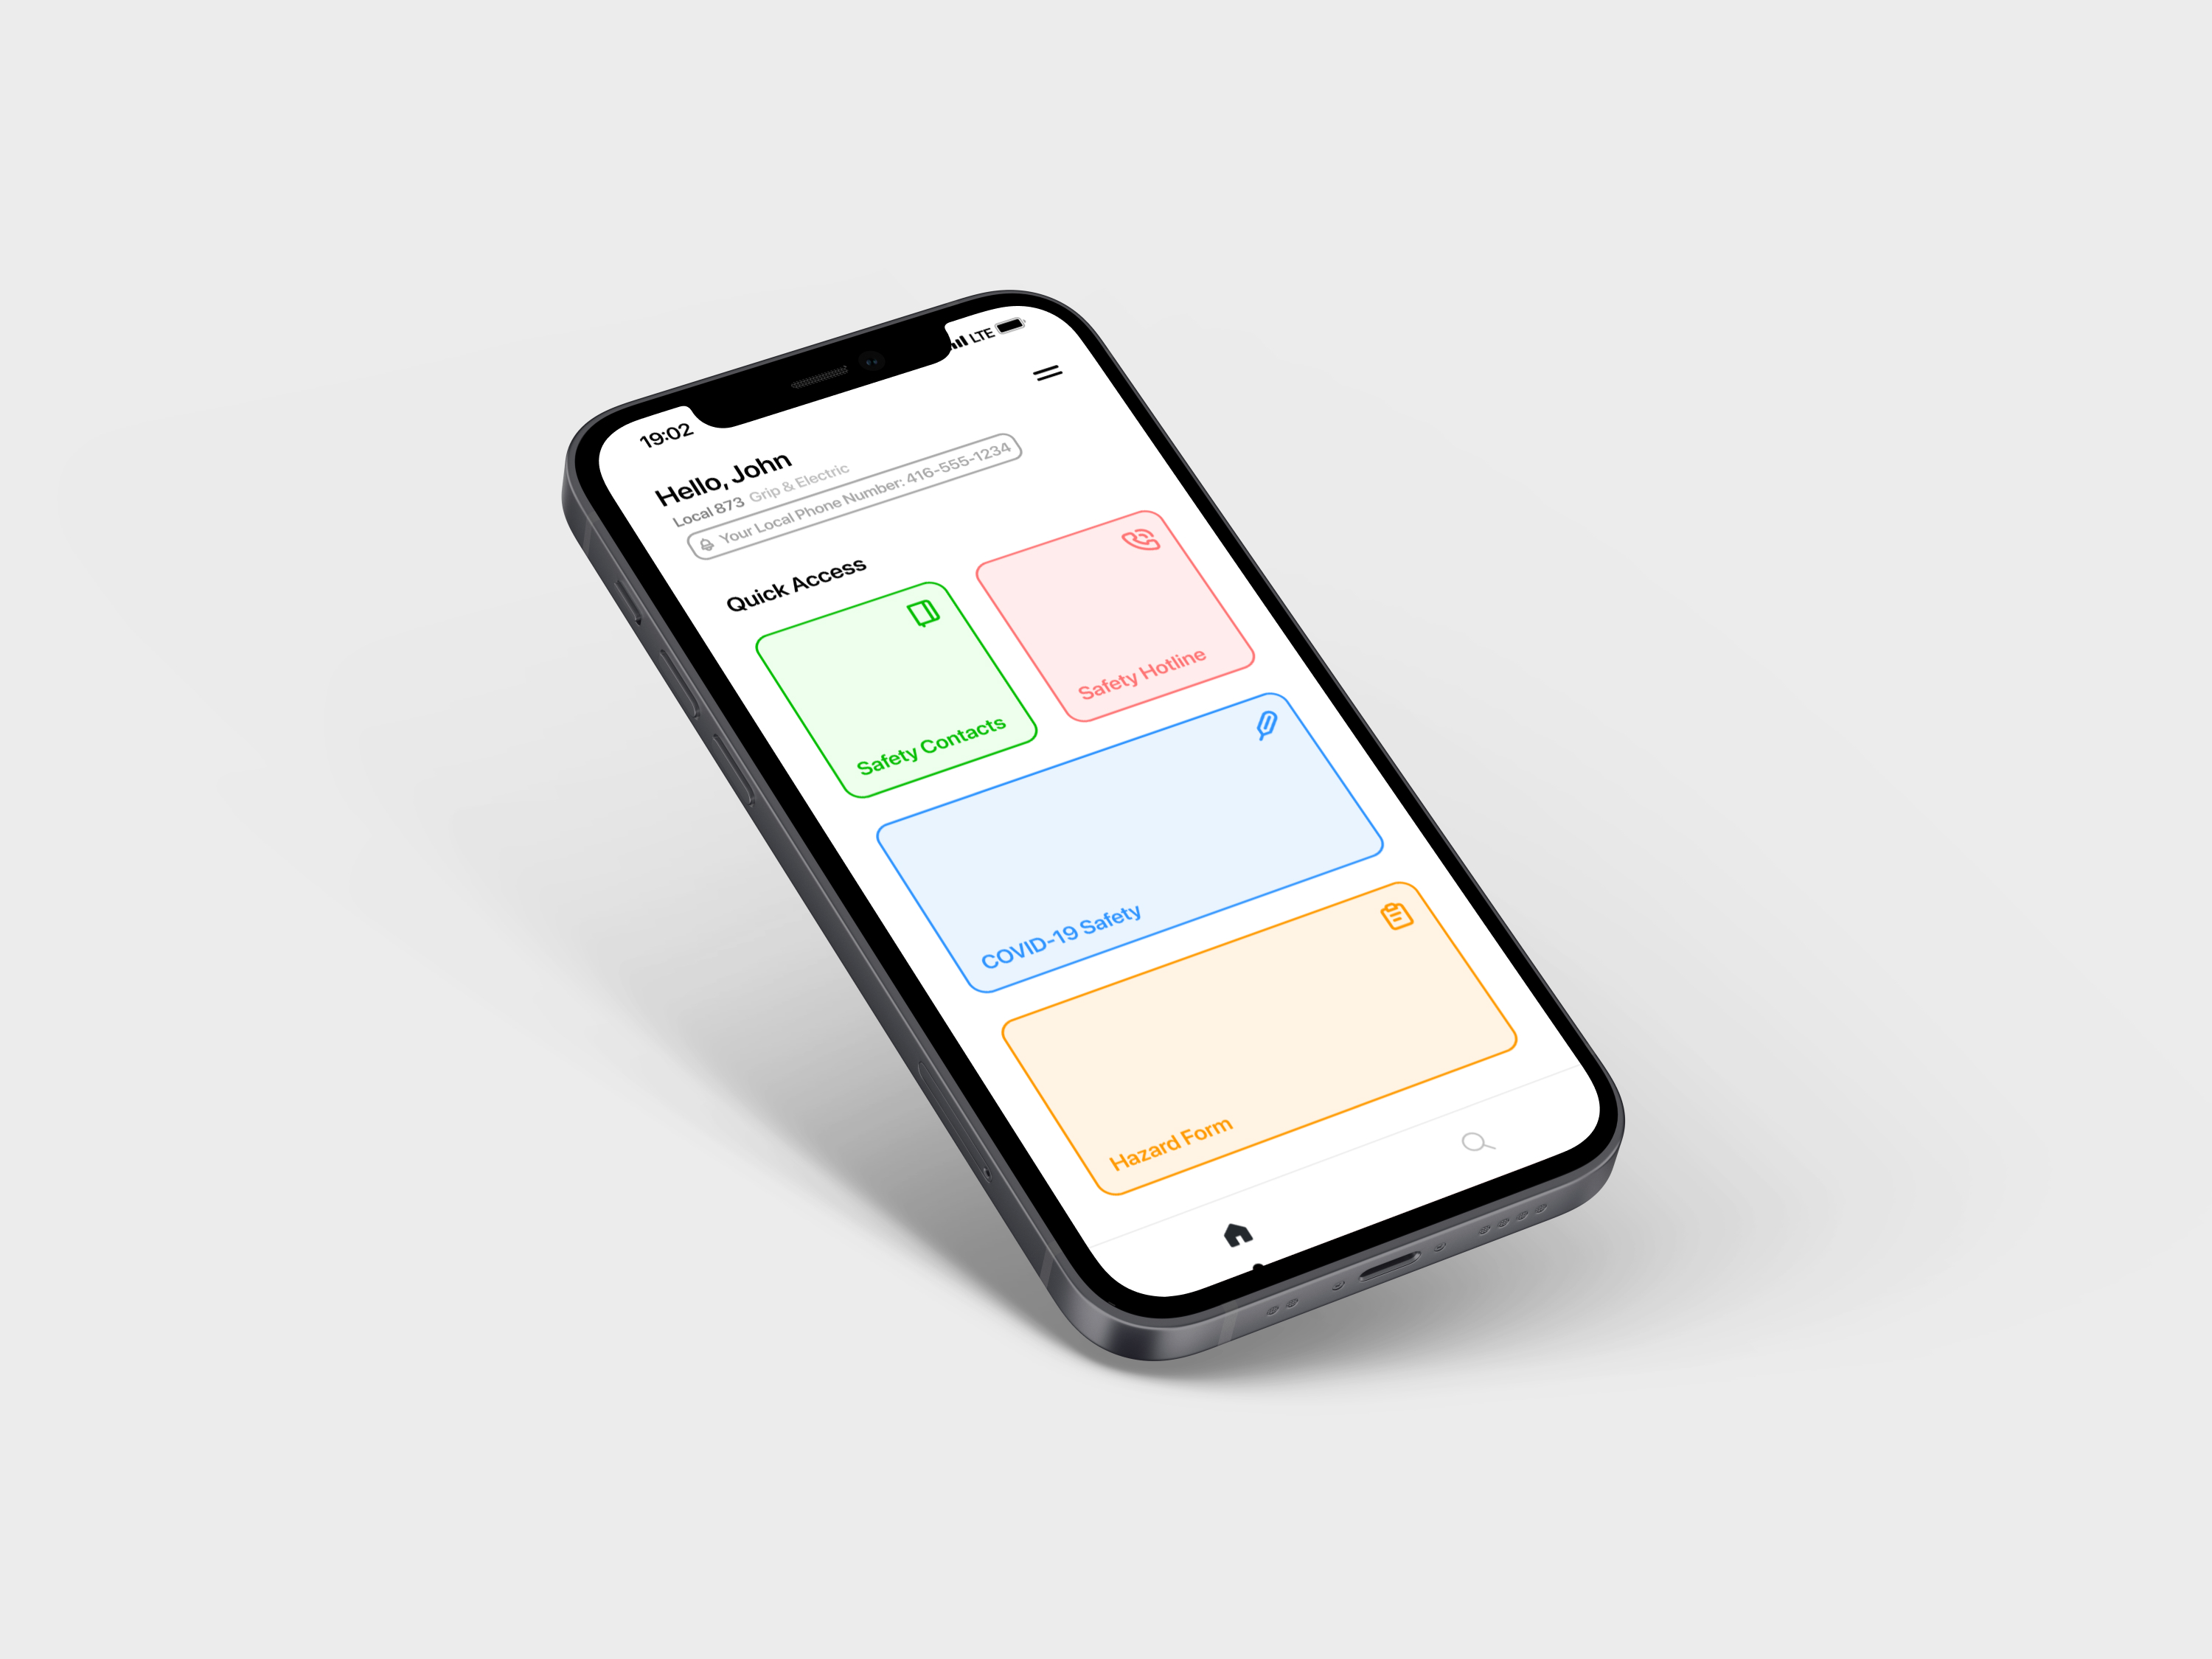 19:02
LTE
Hello, John
Local 873 Grip & Electric
Your Local Phone Number: 416-555-1234
Quick Access
Safety Contacts
Safety Hotline
COVID-19 Safety
Hazard Form